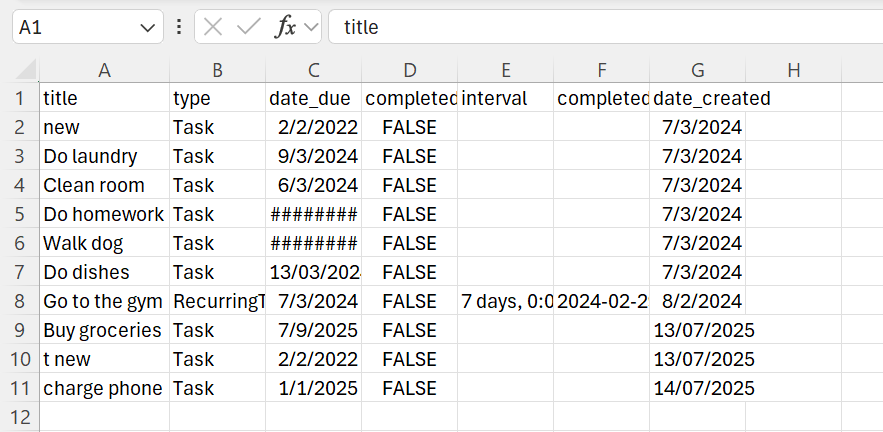 A1 fx title
A B C D E F G H
1 title type date_due completed interval completed date_created
2 new Task 2/2/2022 FALSE 7/3/2024
3 Do laundry Task 9/3/2024 FALSE 7/3/2024
4 Clean room Task 6/3/2024 FALSE 7/3/2024
5 Do homework Task ######## FALSE 7/3/2024
6 Walk dog Task ######## FALSE 7/3/2024
7 Do dishes Task 13/03/202 FALSE 7/3/2024
8 Go to the gym RecurringT 7/3/2024 FALSE 7 days, 0:0 2024-02-2 8/2/2024
9 Buy groceries Task 7/9/2025 FALSE 13/07/2025
10 t new Task 2/2/2022 FALSE 13/07/2025
11 charge phone Task 1/1/2025 FALSE 14/07/2025
12